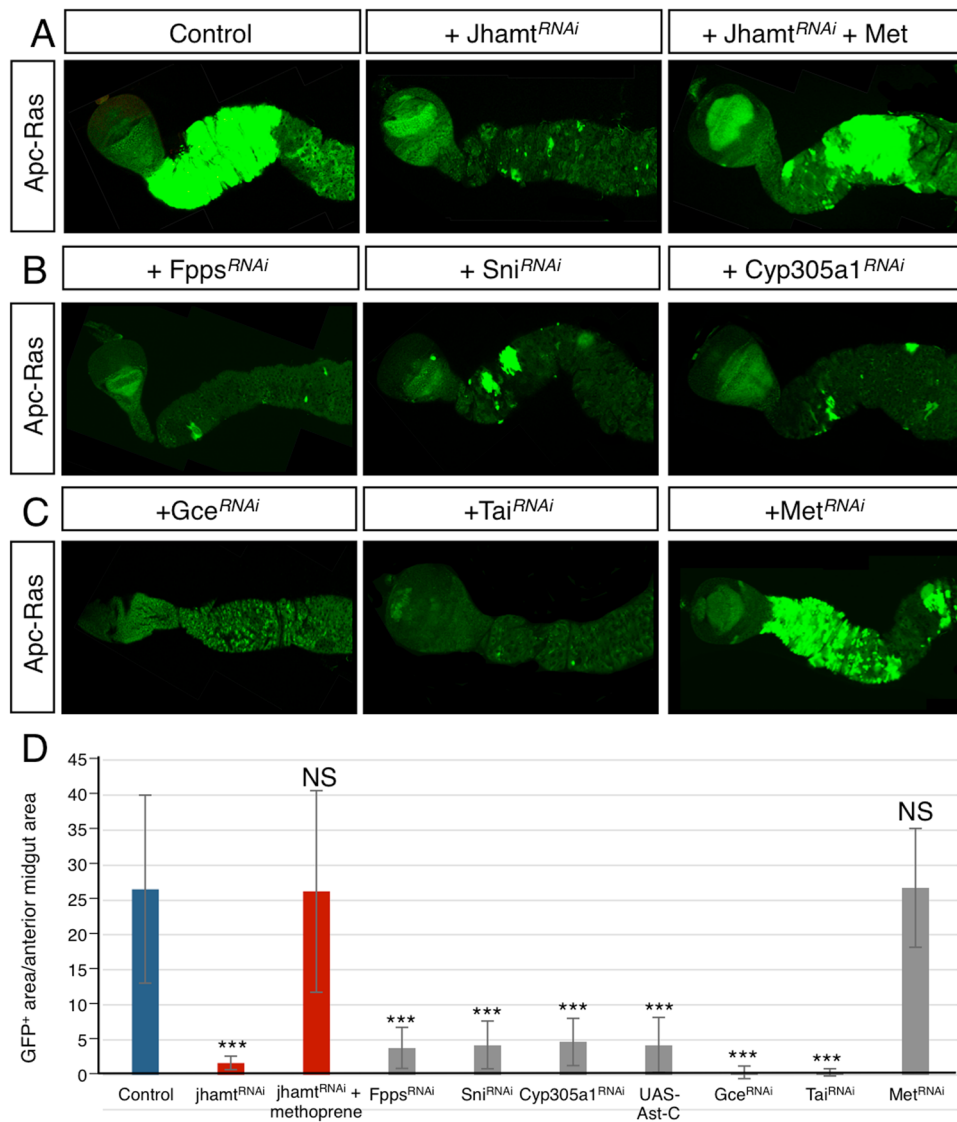 A
Control
+ Jhamt^RNAi
+ Jhamt^RNAi + Met
Apc-Ras
B
+ Fpps^RNAi
+ Sni^RNAi
+ Cyp305a1^RNAi
Apc-Ras
C
+Gce^RNAi
+Tai^RNAi
+Met^RNAi
Apc-Ras
D
GFP⁺ area/anterior midgut area
45
40
35
30
25
20
15
10
5
0
***
NS
***
***
***
***
***
***
NS
Control
jhamt^RNAi
jhamt^RNAi +
methoprene
Fpps^RNAi
Sni^RNAi
Cyp305a1^RNAi
UAS-
Ast-C
Gce^RNAi
Tai^RNAi
Met^RNAi